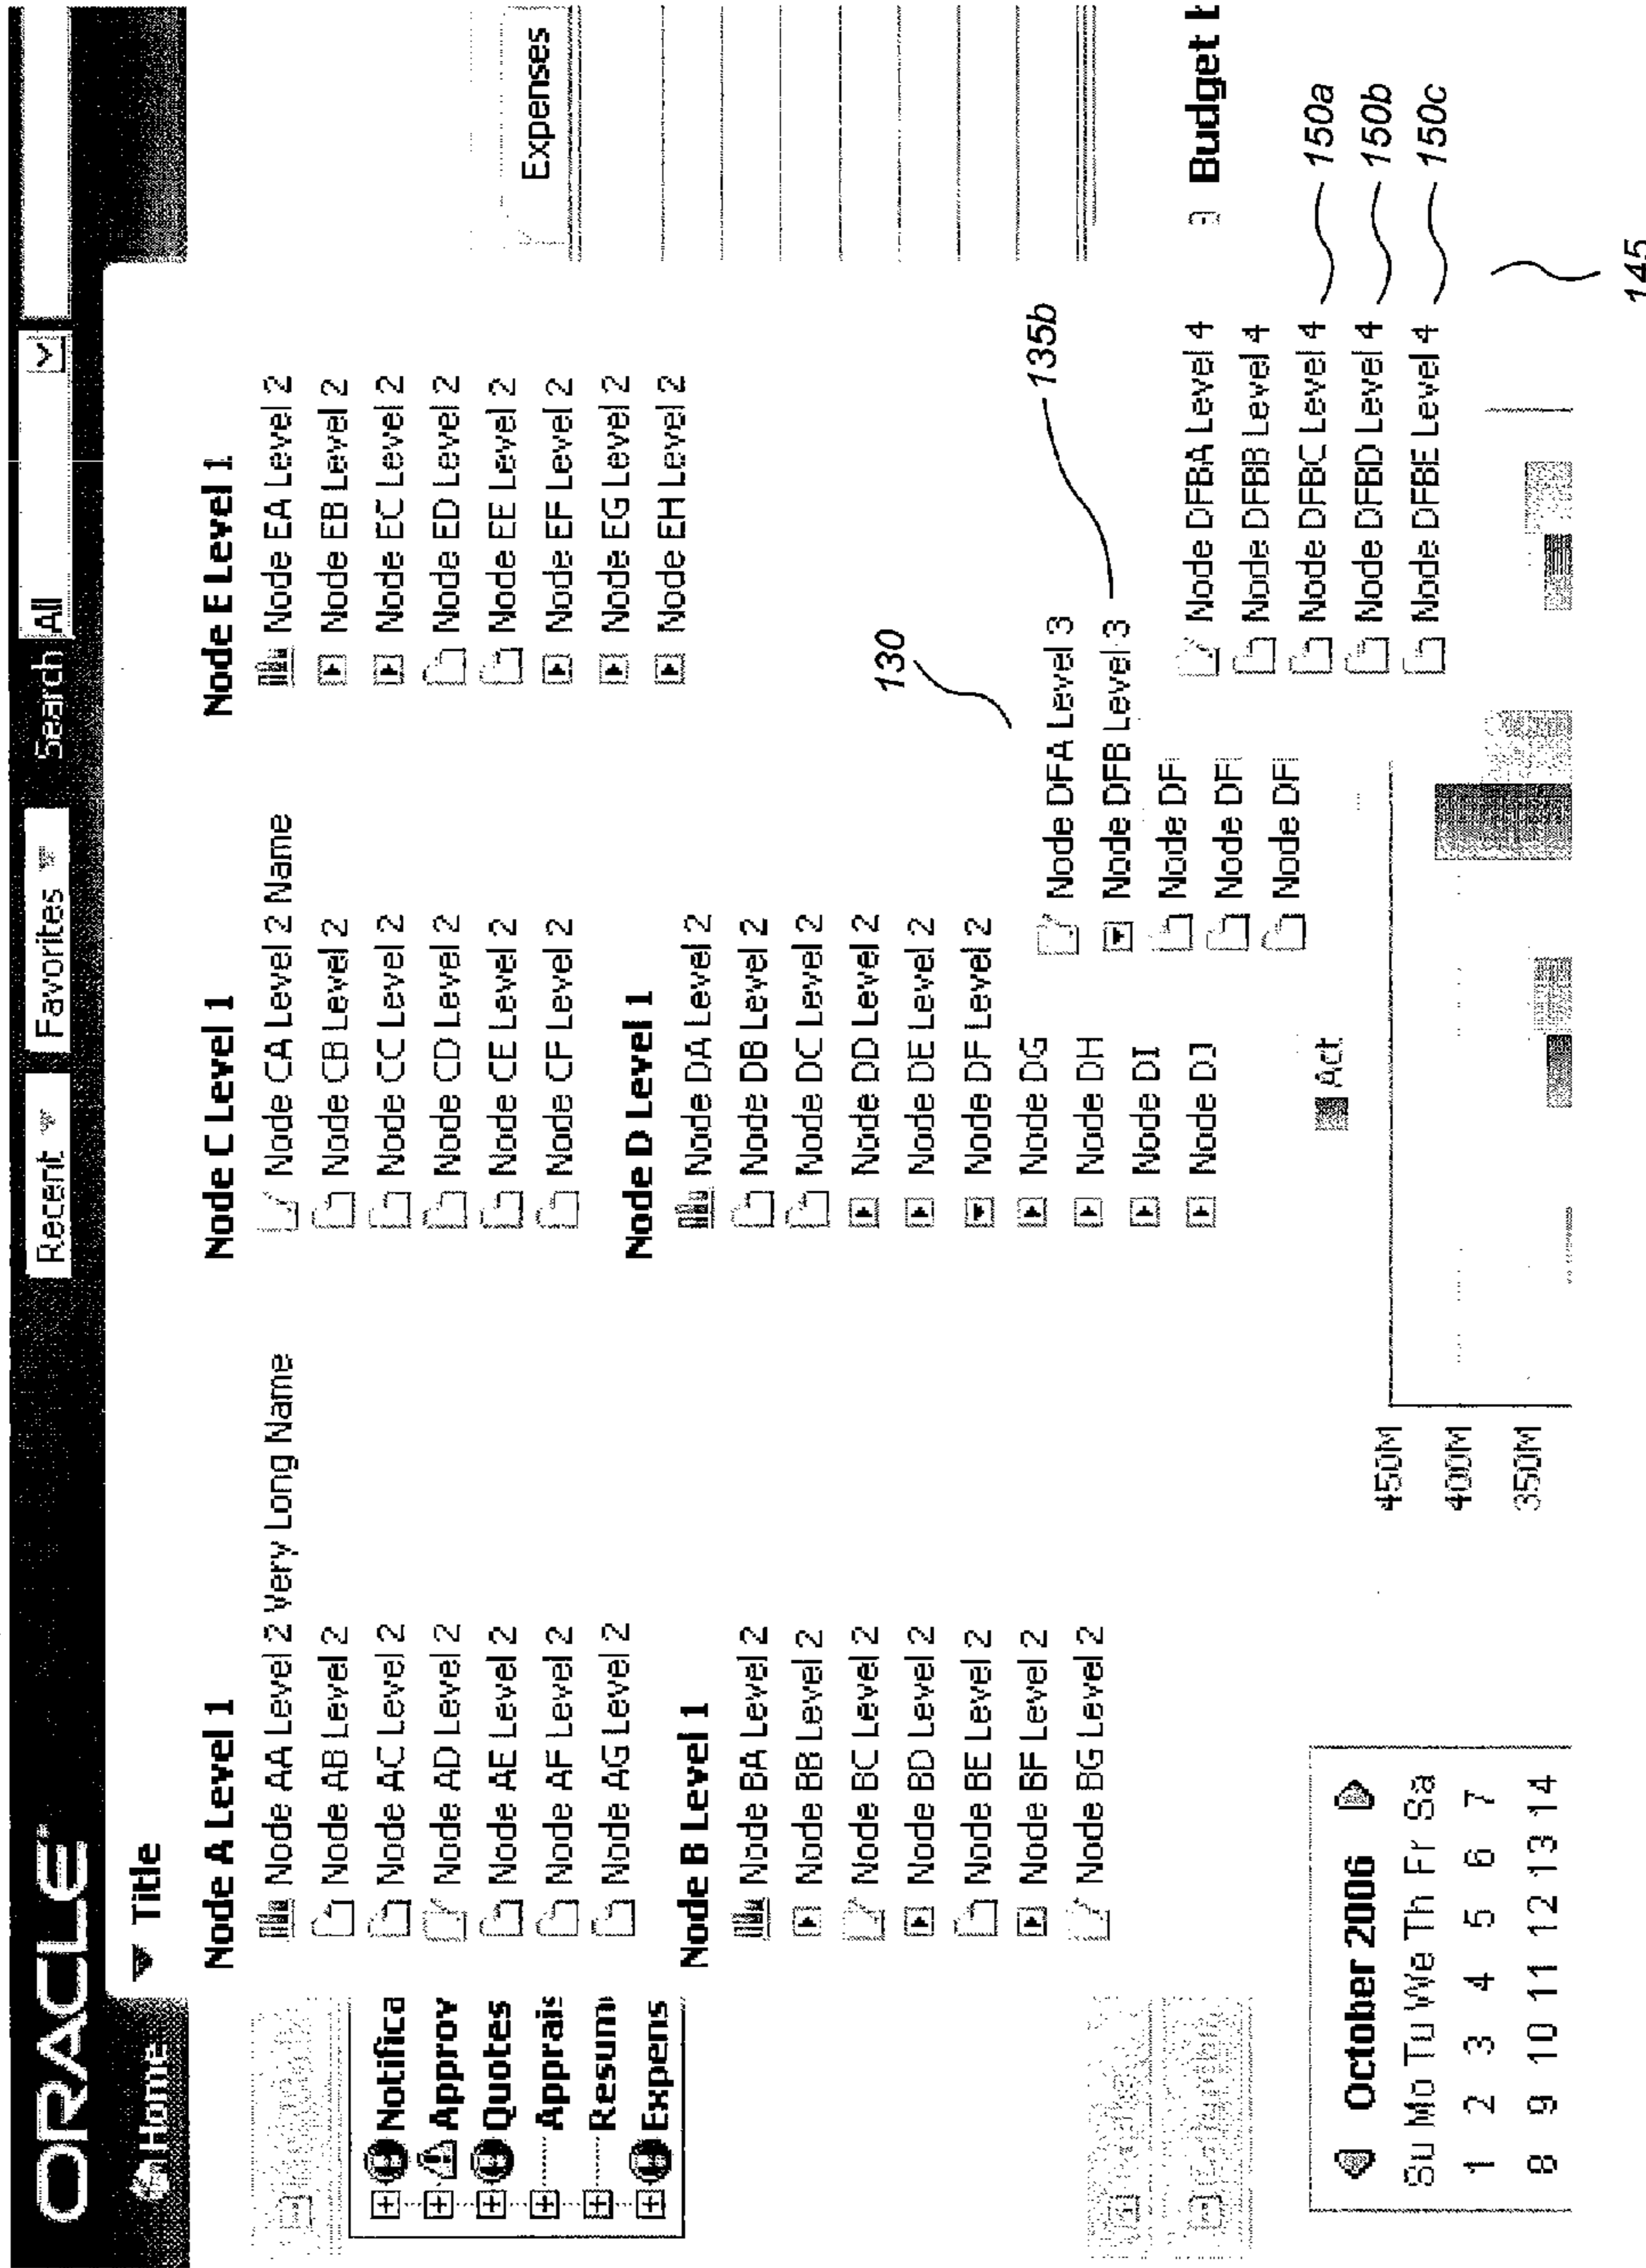 ORACLE
Recent
Favorites
Search All
Home
Title
Node A Level 1
Node AA Level 2 Very Long Name
Node AB Level 2
Node AC Level 2
Node AD Level 2
Node AE Level 2
Node AF Level 2
Node AG Level 2
Node B Level 1
Node BA Level 2
Node BB Level 2
Node BC Level 2
Node BD Level 2
Node BE Level 2
Node BF Level 2
Node BG Level 2
Node C Level 1
Node CA Level 2 Name
Node CB Level 2
Node CC Level 2
Node CD Level 2
Node CE Level 2
Node CF Level 2
Node D Level 1
Node DA Level 2
Node DB Level 2
Node DC Level 2
Node DD Level 2
Node DE Level 2
Node DF Level 2
Node DG
Node DH
Node DI
Node DJ
Node E Level 1
Node EA Level 2
Node EB Level 2
Node EC Level 2
Node ED Level 2
Node EE Level 2
Node EF Level 2
Node EG Level 2
Node EH Level 2
130
Node DFA Level 3
Node DFB Level 3
135b
Node DF
Node DF
Node DF
Node DFBA Level 4
Node DFBB Level 4
Node DFBC Level 4
150a
Node DFBD Level 4
150b
Node DFBE Level 4
150c
145
Expenses
Budget
Notifica
Approv
Quotes
Apprais
Resum
Expens
October 2006
Su Mo Tu We Th Fr Sa
1 2 3 4 5 6 7
8 9 10 11 12 13 14
Act
450M
400M
350M